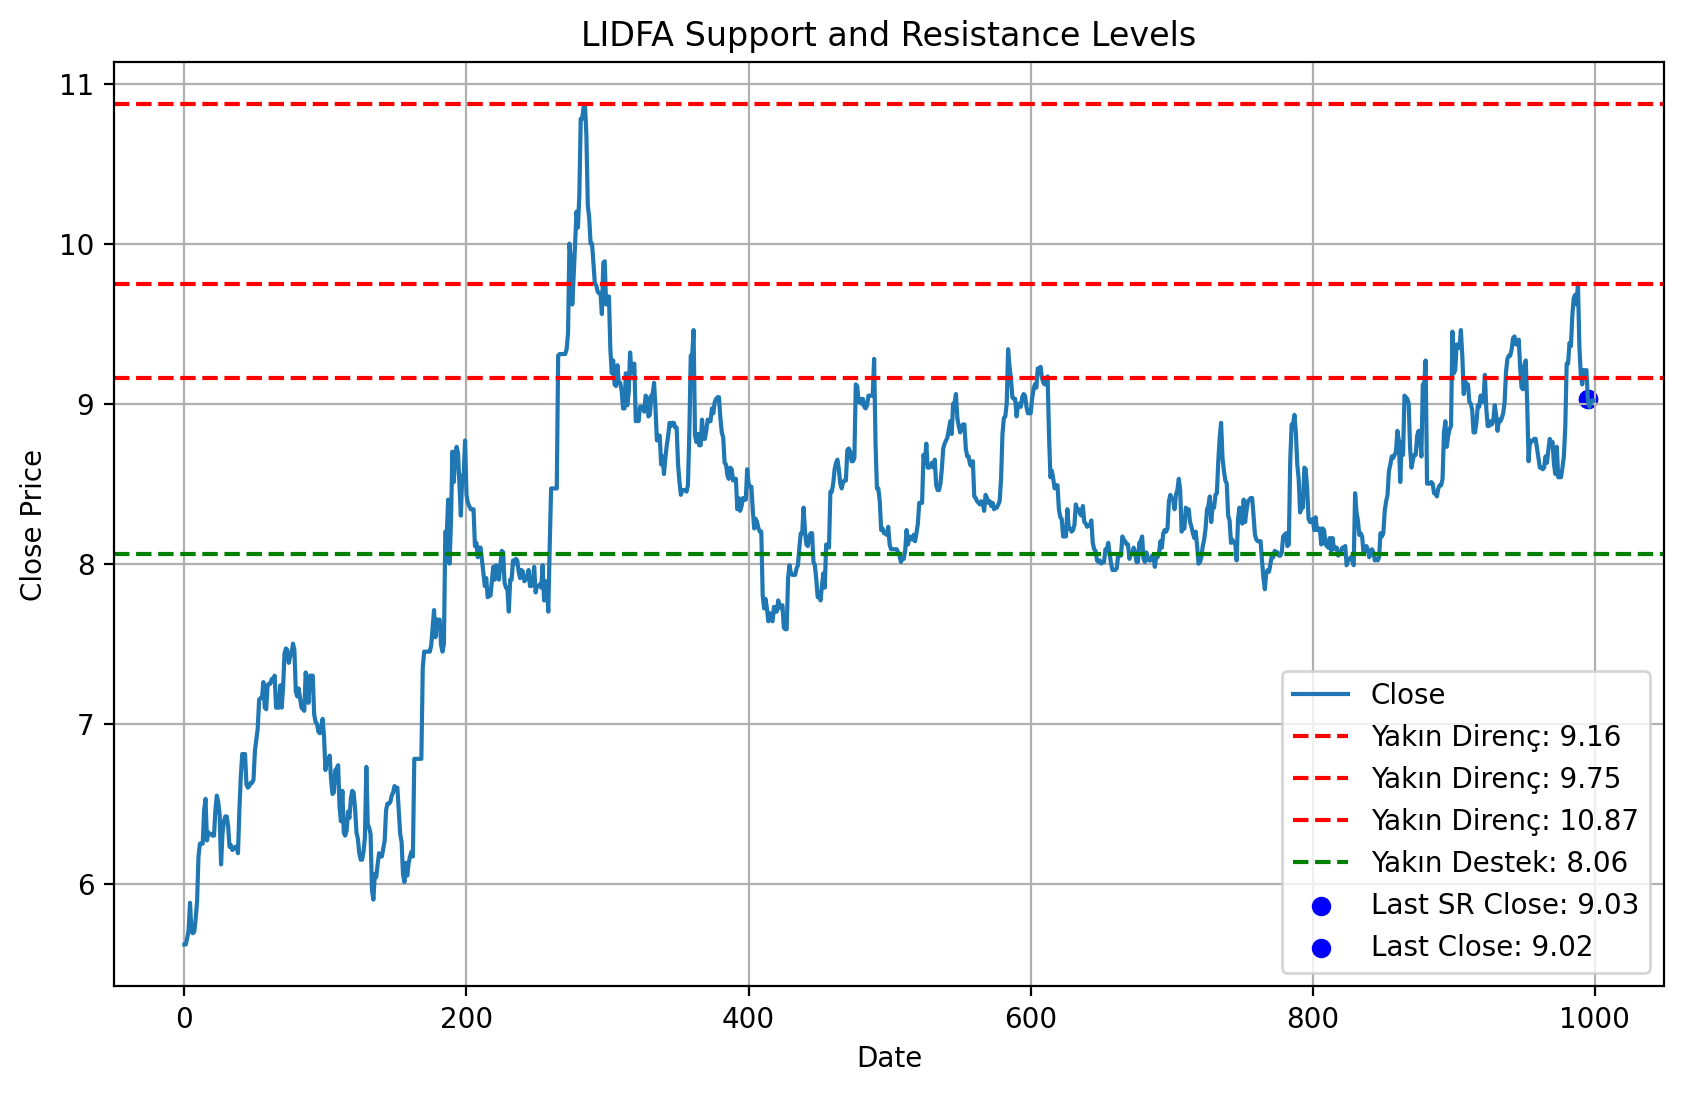 LIDFA Support and Resistance Levels
Close Price
11
10
9
8
7
6
0 200 400 600 800 1000
Date
Close
Yakın Direnç: 9.16
Yakın Direnç: 9.75
Yakın Direnç: 10.87
Yakın Destek: 8.06
Last SR Close: 9.03
Last Close: 9.02